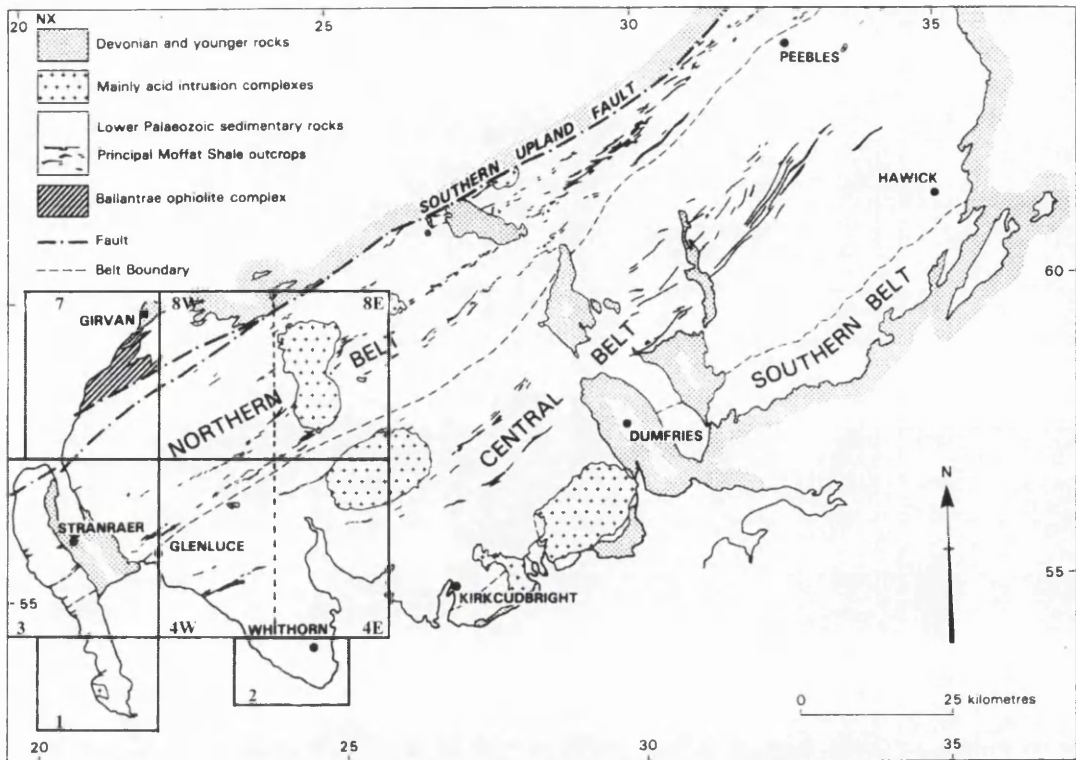 20 25 30 35
NX
Devonian and younger rocks
Mainly acid intrusion complexes
Lower Palaeozoic sedimentary rocks
Principal Moffat Shale outcrops
Ballantrae ophiolite complex
Fault
Belt Boundary
PEEBLES
SOUTHERN UPLAND FAULT
HAWICK
60
7 8W 8E
GIRVAN
NORTHERN BELT
CENTRAL BELT
SOUTHERN BELT
DUMFRIES
N
STRANRAER
GLENLUCE
55
KIRKCUDBRIGHT
55
3 4W WHITHORN 4E
2
1
0 25 kilometres
20 25 30 35